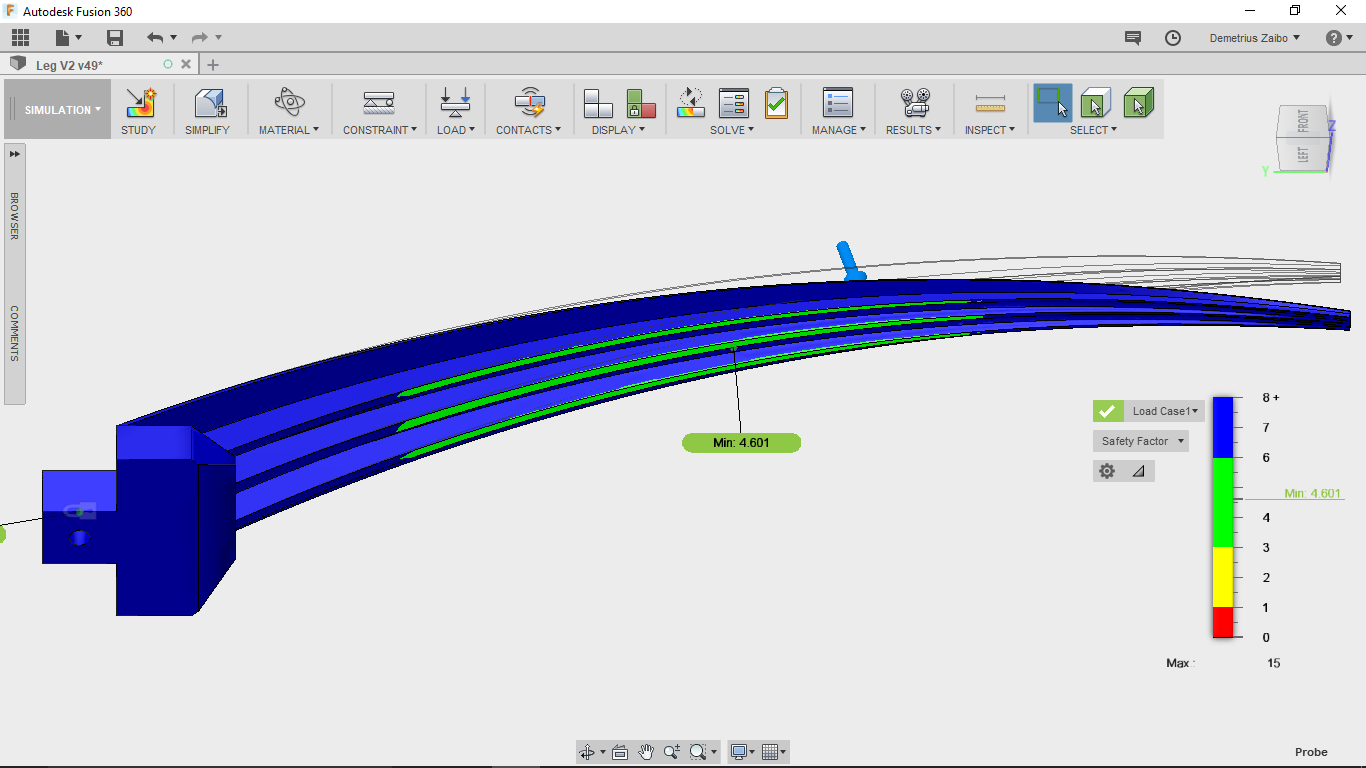 Autodesk Fusion 360
Demetrius Zaibo
Leg V2 v49*
SIMULATION
STUDY
SIMPLIFY
MATERIAL
CONSTRAINT
LOAD
CONTACTS
DISPLAY
SOLVE
MANAGE
RESULTS
INSPECT
SELECT
FRONT
LEFT
Z
Y
BROWSER
COMMENTS
Min: 4.601
Load Case1
Safety Factor
8 +
7
6
Min: 4.601
4
3
2
1
0
Max : 15
Probe